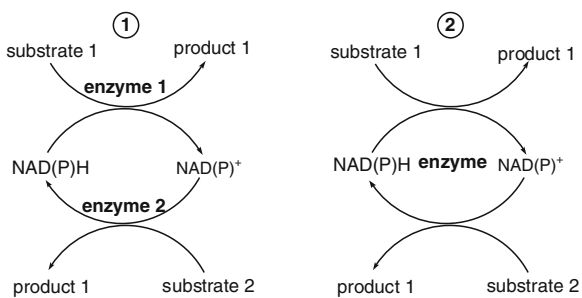 1
substrate 1 product 1
enzyme 1
NAD(P)H NAD(P)+
enzyme 2
product 1 substrate 2
2
substrate 1 product 1
NAD(P)H enzyme NAD(P)+
product 1 substrate 2